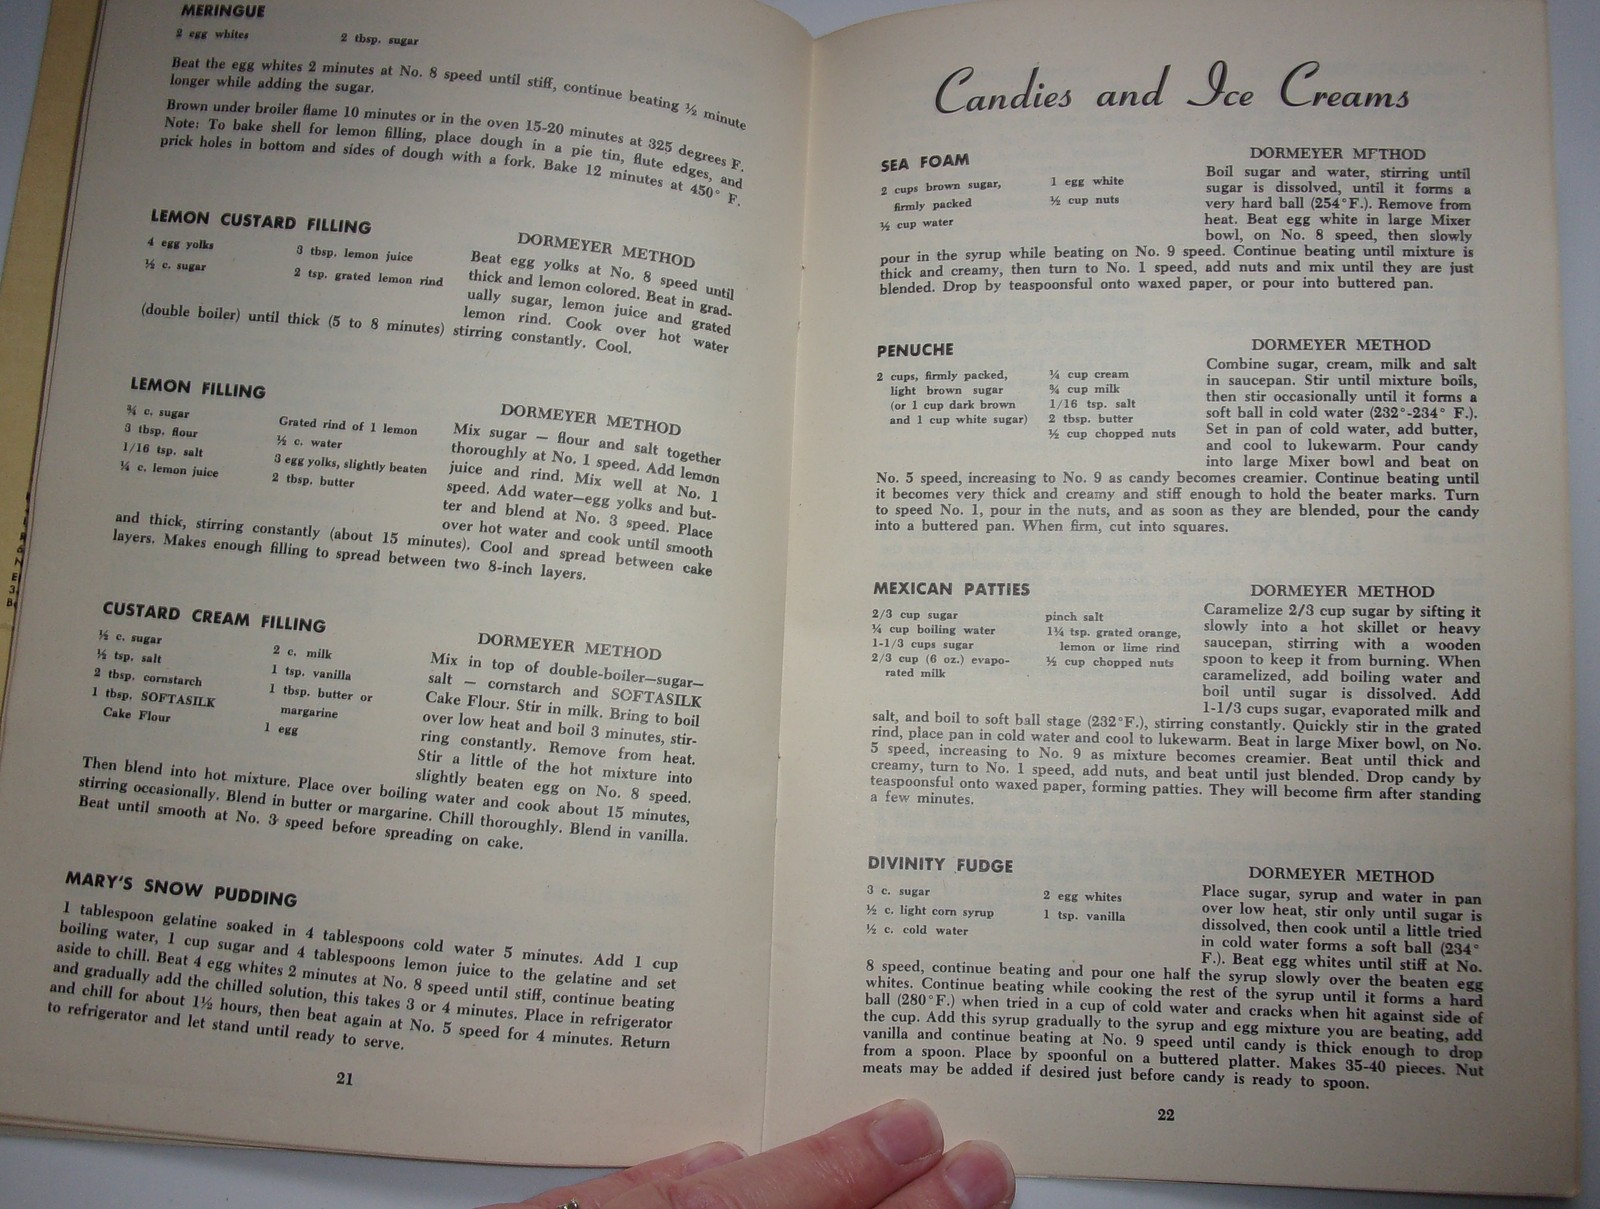 MERINGUE
2 egg whites 2 tbsp. sugar
Beat the egg whites 2 minutes at No. 8 speed until stiff, continue beating ½ minute
longer while adding the sugar.
Brown under broiler flame 10 minutes or in the oven 15-20 minutes at 325 degrees F.
Note: To bake shell for lemon filling, place dough in a pie tin, flute edges, and
prick holes in bottom and sides of dough with a fork. Bake 12 minutes at 450° F.
LEMON CUSTARD FILLING
4 egg yolks
½ c. sugar
3 tbsp. lemon juice
2 tsp. grated lemon rind
DORMEYER METHOD
Beat egg yolks at No. 8 speed until
thick and lemon colored. Beat in grad-
ually sugar, lemon juice and grated
lemon rind. Cook over hot water
(double boiler) until thick (5 to 8 minutes) stirring constantly. Cool.
LEMON FILLING
¾ c. sugar
3 tbsp. flour
1/16 tsp. salt
¼ c. lemon juice
Grated rind of 1 lemon
½ c. water
3 egg yolks, slightly beaten
2 tbsp. butter
DORMEYER METHOD
Mix sugar — flour and salt together
thoroughly at No. 1 speed. Add lemon
juice and rind. Mix well at No. 1
speed. Add water—egg yolks and but-
ter and blend at No. 3 speed. Place
over hot water and cook until smooth
and thick, stirring constantly (about 15 minutes). Cool and spread between cake
layers. Makes enough filling to spread between two 8-inch layers.
CUSTARD CREAM FILLING
½ c. sugar
½ tsp. salt
2 tbsp. cornstarch
1 tbsp. SOFTASILK
Cake Flour
2 c. milk
1 tsp. vanilla
1 tbsp. butter or
margarine
1 egg
DORMEYER METHOD
Mix in top of double-boiler—sugar—
salt — cornstarch and SOFTASILK
Cake Flour. Stir in milk. Bring to boil
over low heat and boil 3 minutes, stir-
ring constantly. Remove from heat.
Stir a little of the hot mixture into
slightly beaten egg on No. 8 speed.
Then blend into hot mixture. Place over boiling water and cook about 15 minutes,
stirring occasionally. Blend in butter or margarine. Chill thoroughly. Blend in vanilla.
Beat until smooth at No. 3 speed before spreading on cake.
MARY'S SNOW PUDDING
1 tablespoon gelatine soaked in 4 tablespoons cold water 5 minutes. Add 1 cup
boiling water, 1 cup sugar and 4 tablespoons lemon juice to the gelatine and set
aside to chill. Beat 4 egg whites 2 minutes at No. 8 speed until stiff, continue beating
and gradually add the chilled solution, this takes 3 or 4 minutes. Place in refrigerator
and chill for about 1½ hours, then beat again at No. 5 speed for 4 minutes. Return
to refrigerator and let stand until ready to serve.
21
Candies and Ice Creams
SEA FOAM
2 cups brown sugar,
firmly packed
½ cup water
1 egg white
½ cup nuts
DORMEYER METHOD
Boil sugar and water, stirring until
sugar is dissolved, until it forms a
very hard ball (254°F.). Remove from
heat. Beat egg white in large Mixer
bowl, on No. 8 speed, then slowly
pour in the syrup while beating on No. 9 speed. Continue beating until mixture is
thick and creamy, then turn to No. 1 speed, add nuts and mix until they are just
blended. Drop by teaspoonsful onto waxed paper, or pour into buttered pan.
PENUCHE
2 cups, firmly packed,
light brown sugar
(or 1 cup dark brown
and 1 cup white sugar)
¼ cup cream
¾ cup milk
1/16 tsp. salt
2 tbsp. butter
½ cup chopped nuts
DORMEYER METHOD
Combine sugar, cream, milk and salt
in saucepan. Stir until mixture boils,
then stir occasionally until it forms a
soft ball in cold water (232°-234° F.).
Set in pan of cold water, add butter,
and cool to lukewarm. Pour candy
into large Mixer bowl and beat on
No. 5 speed, increasing to No. 9 as candy becomes creamier. Continue beating until
it becomes very thick and creamy and stiff enough to hold the beater marks. Turn
to speed No. 1, pour in the nuts, and as soon as they are blended, pour the candy
into a buttered pan. When firm, cut into squares.
MEXICAN PATTIES
2/3 cup sugar
¼ cup boiling water
1-1/3 cups sugar
2/3 cup (6 oz.) evapo-
rated milk
pinch salt
1¼ tsp. grated orange,
lemon or lime rind
½ cup chopped nuts
DORMEYER METHOD
Caramelize 2/3 cup sugar by sifting it
slowly into a hot skillet or heavy
saucepan, stirring with a wooden
spoon to keep it from burning. When
caramelized, add boiling water and
boil until sugar is dissolved. Add
1-1/3 cups sugar, evaporated milk and
salt, and boil to soft ball stage (232°F.), stirring constantly. Quickly stir in the grated
rind, place pan in cold water and cool to lukewarm. Beat in large Mixer bowl, on No.
5 speed, increasing to No. 9 as mixture becomes creamier. Beat until thick and
creamy, turn to No. 1 speed, add nuts, and beat until just blended. Drop candy by
teaspoonsful onto waxed paper, forming patties. They will become firm after standing
a few minutes.
DIVINITY FUDGE
3 c. sugar
½ c. light corn syrup
½ c. cold water
2 egg whites
1 tsp. vanilla
DORMEYER METHOD
Place sugar, syrup and water in pan
over low heat, stir only until sugar is
dissolved, then cook until a little tried
in cold water forms a soft ball (234°
F.). Beat egg whites until stiff at No.
8 speed, continue beating and pour one half the syrup slowly over the beaten egg
whites. Continue beating while cooking the rest of the syrup until it forms a hard
ball (280°F.) when tried in a cup of cold water and cracks when hit against side of
the cup. Add this syrup gradually to the syrup and egg mixture you are beating, add
vanilla and continue beating at No. 9 speed until candy is thick enough to drop
from a spoon. Place by spoonful on a buttered platter. Makes 35-40 pieces. Nut
meats may be added if desired just before candy is ready to spoon.
22